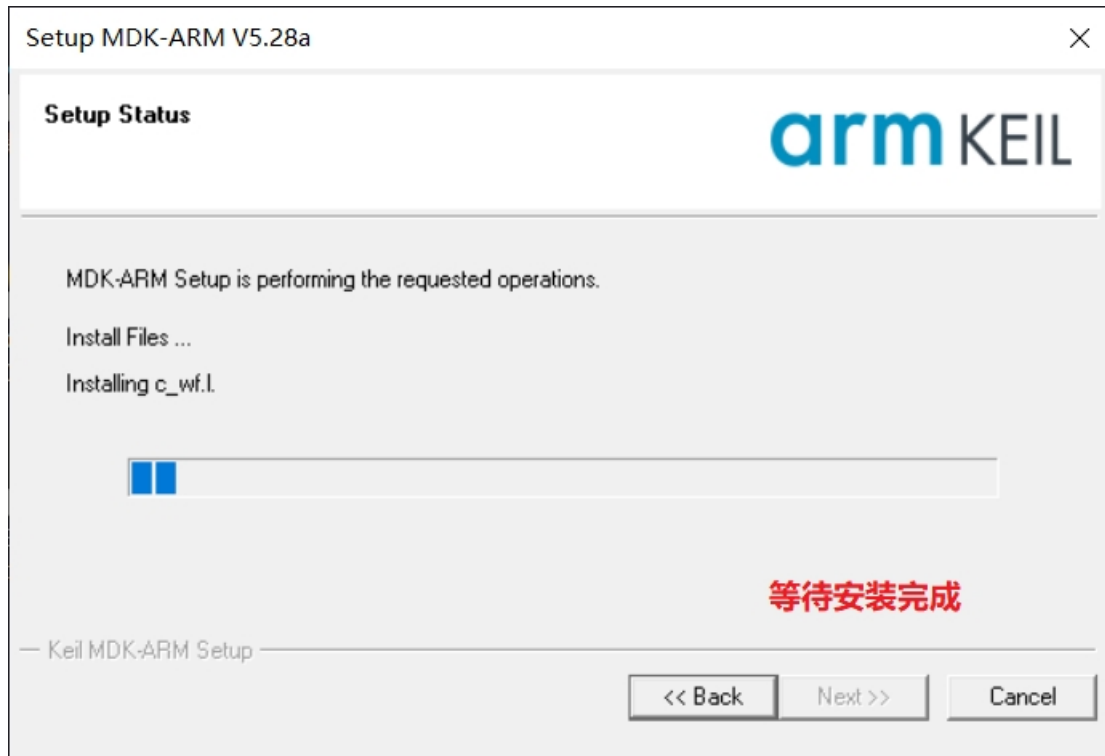 Setup MDK-ARM V5.28a
Setup Status
arm KEIL
MDK-ARM Setup is performing the requested operations.
Install Files ...
Installing c_wf.l.
等待安装完成
Keil MDK-ARM Setup
<< Back
Next >>
Cancel